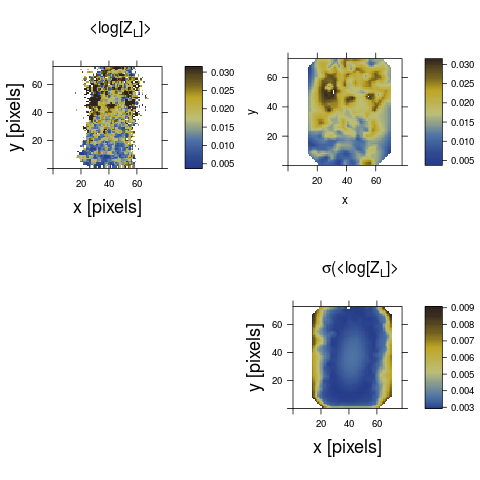 <log[Z_L]>
60
40
20
20 40 60
x [pixels]
y [pixels]
0.030
0.025
0.020
0.015
0.010
0.005
60
40
20
20 40 60
x
y
0.030
0.025
0.020
0.015
0.010
0.005
σ(<log[Z_L]>
60
40
20
20 40 60
x [pixels]
y [pixels]
0.009
0.008
0.007
0.006
0.005
0.004
0.003